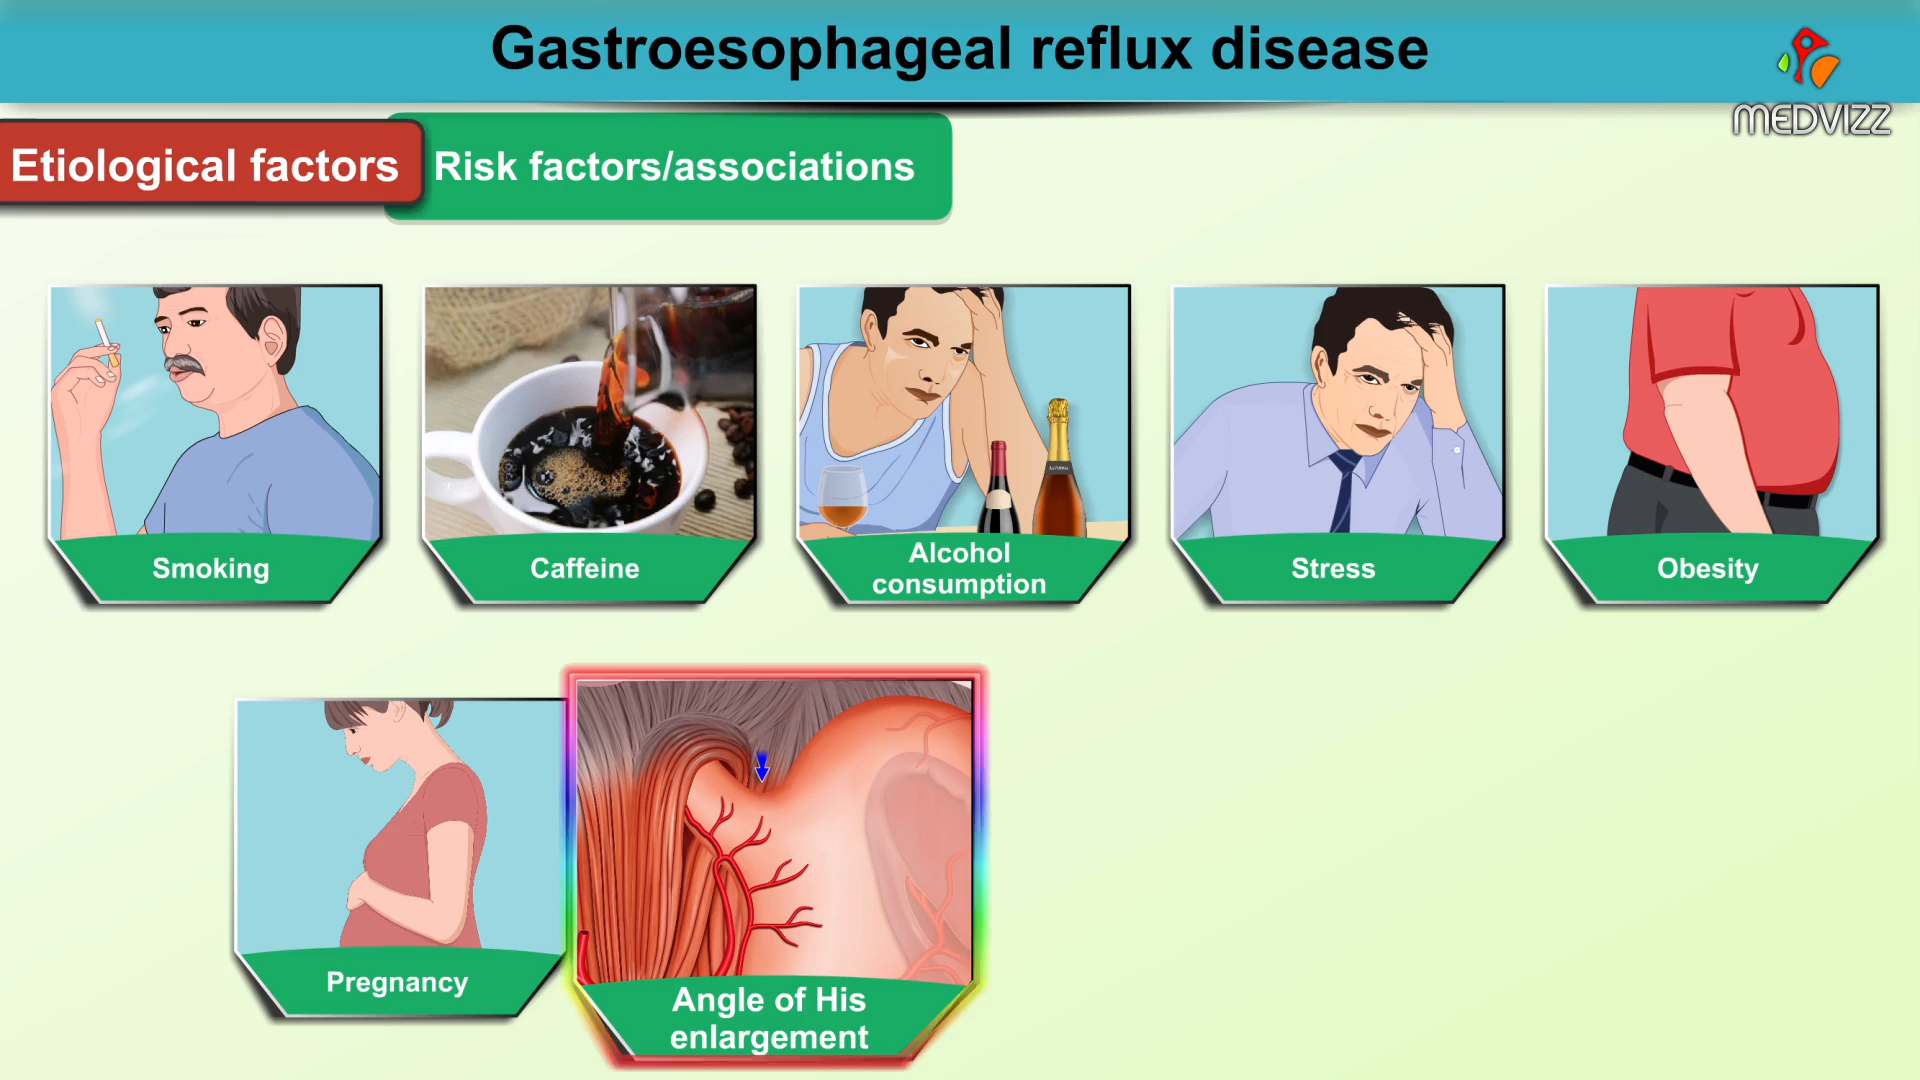 Gastroesophageal reflux disease
MEDVIZZ
Etiological factors
Risk factors/associations
Smoking
Caffeine
Alcohol
consumption
Stress
Obesity
Pregnancy
Angle of His
enlargement